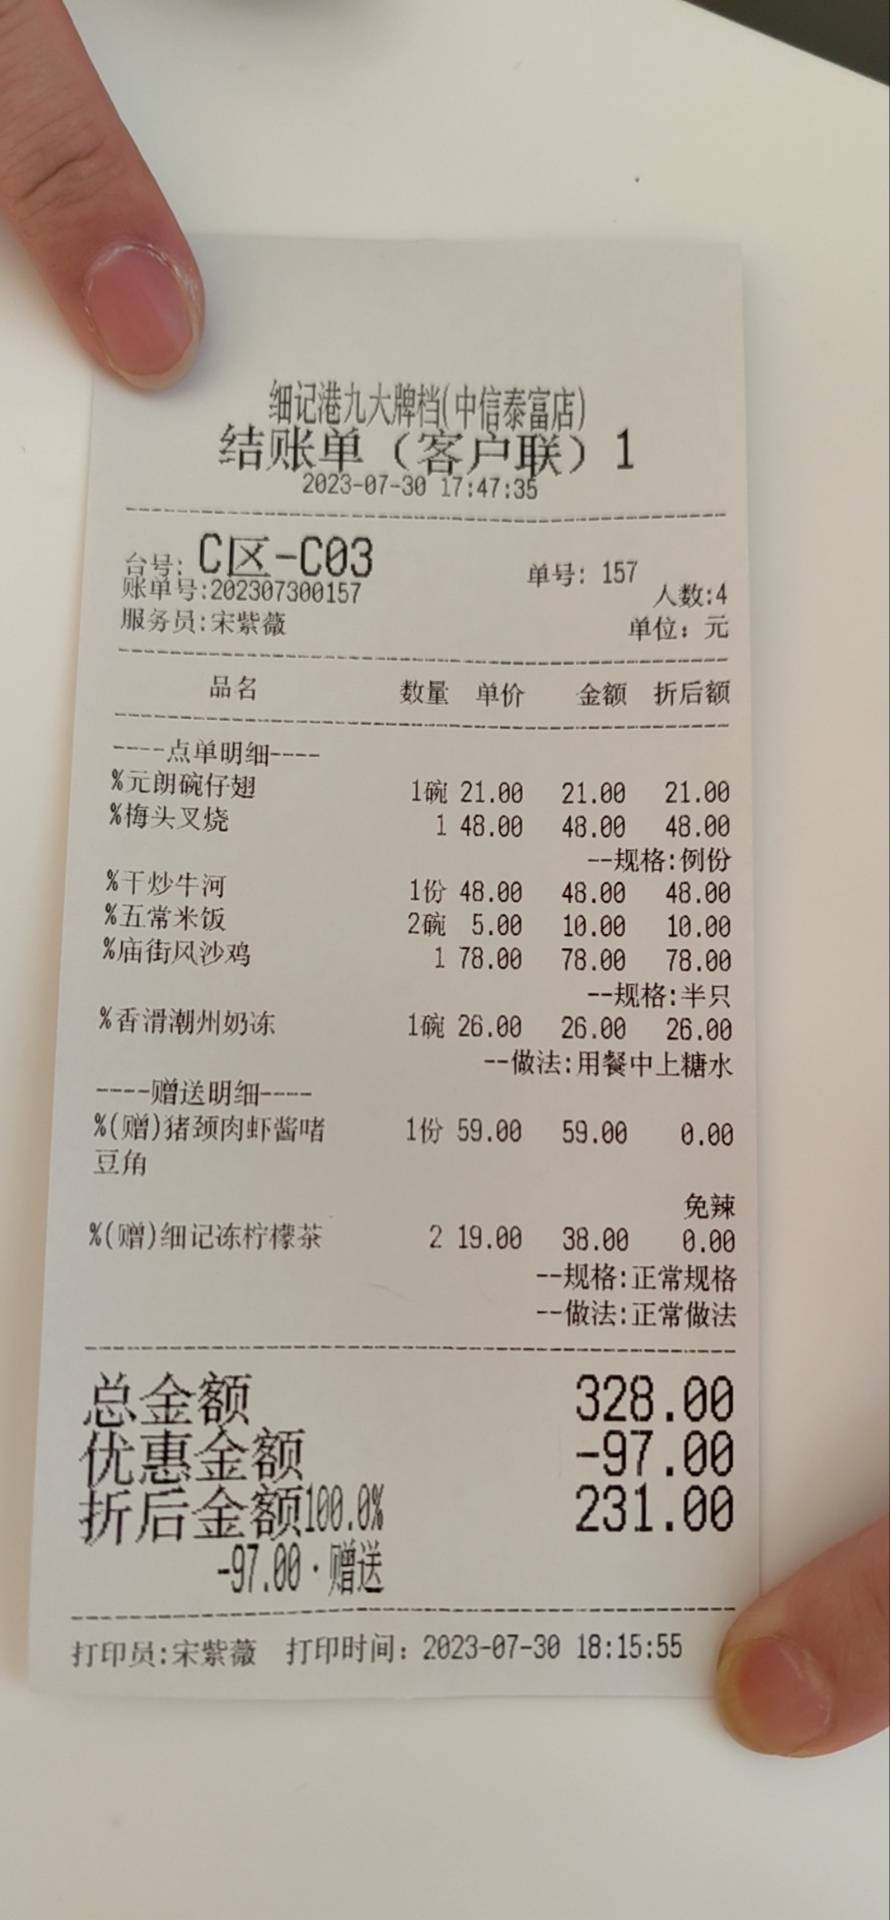 细记港九大牌档(中信泰富店)
结账单（客户联）1
2023-07-30 17:47:35
台号: C区-C03 单号: 157
账单号:202307300157 人数:4
服务员:宋紫薇 单位: 元
品名 数量 单价 金额 折后额
----点单明细----
%元朗碗仔翅 1碗 21.00 21.00 21.00
%梅头叉烧 1 48.00 48.00 48.00
--规格:例份
%干炒牛河 1份 48.00 48.00 48.00
%五常米饭 2碗 5.00 10.00 10.00
%庙街风沙鸡 1 78.00 78.00 78.00
--规格:半只
%香滑潮州奶冻 1碗 26.00 26.00 26.00
--做法:用餐中上糖水
----赠送明细----
%(赠)猪颈肉虾酱啫 1份 59.00 59.00 0.00
豆角
免辣
%(赠)细记冻柠檬茶 2 19.00 38.00 0.00
--规格:正常规格
--做法:正常做法
总金额 328.00
优惠金额 -97.00
折后金额100.0% 231.00
-97.00·赠送
打印员:宋紫薇 打印时间: 2023-07-30 18:15:55